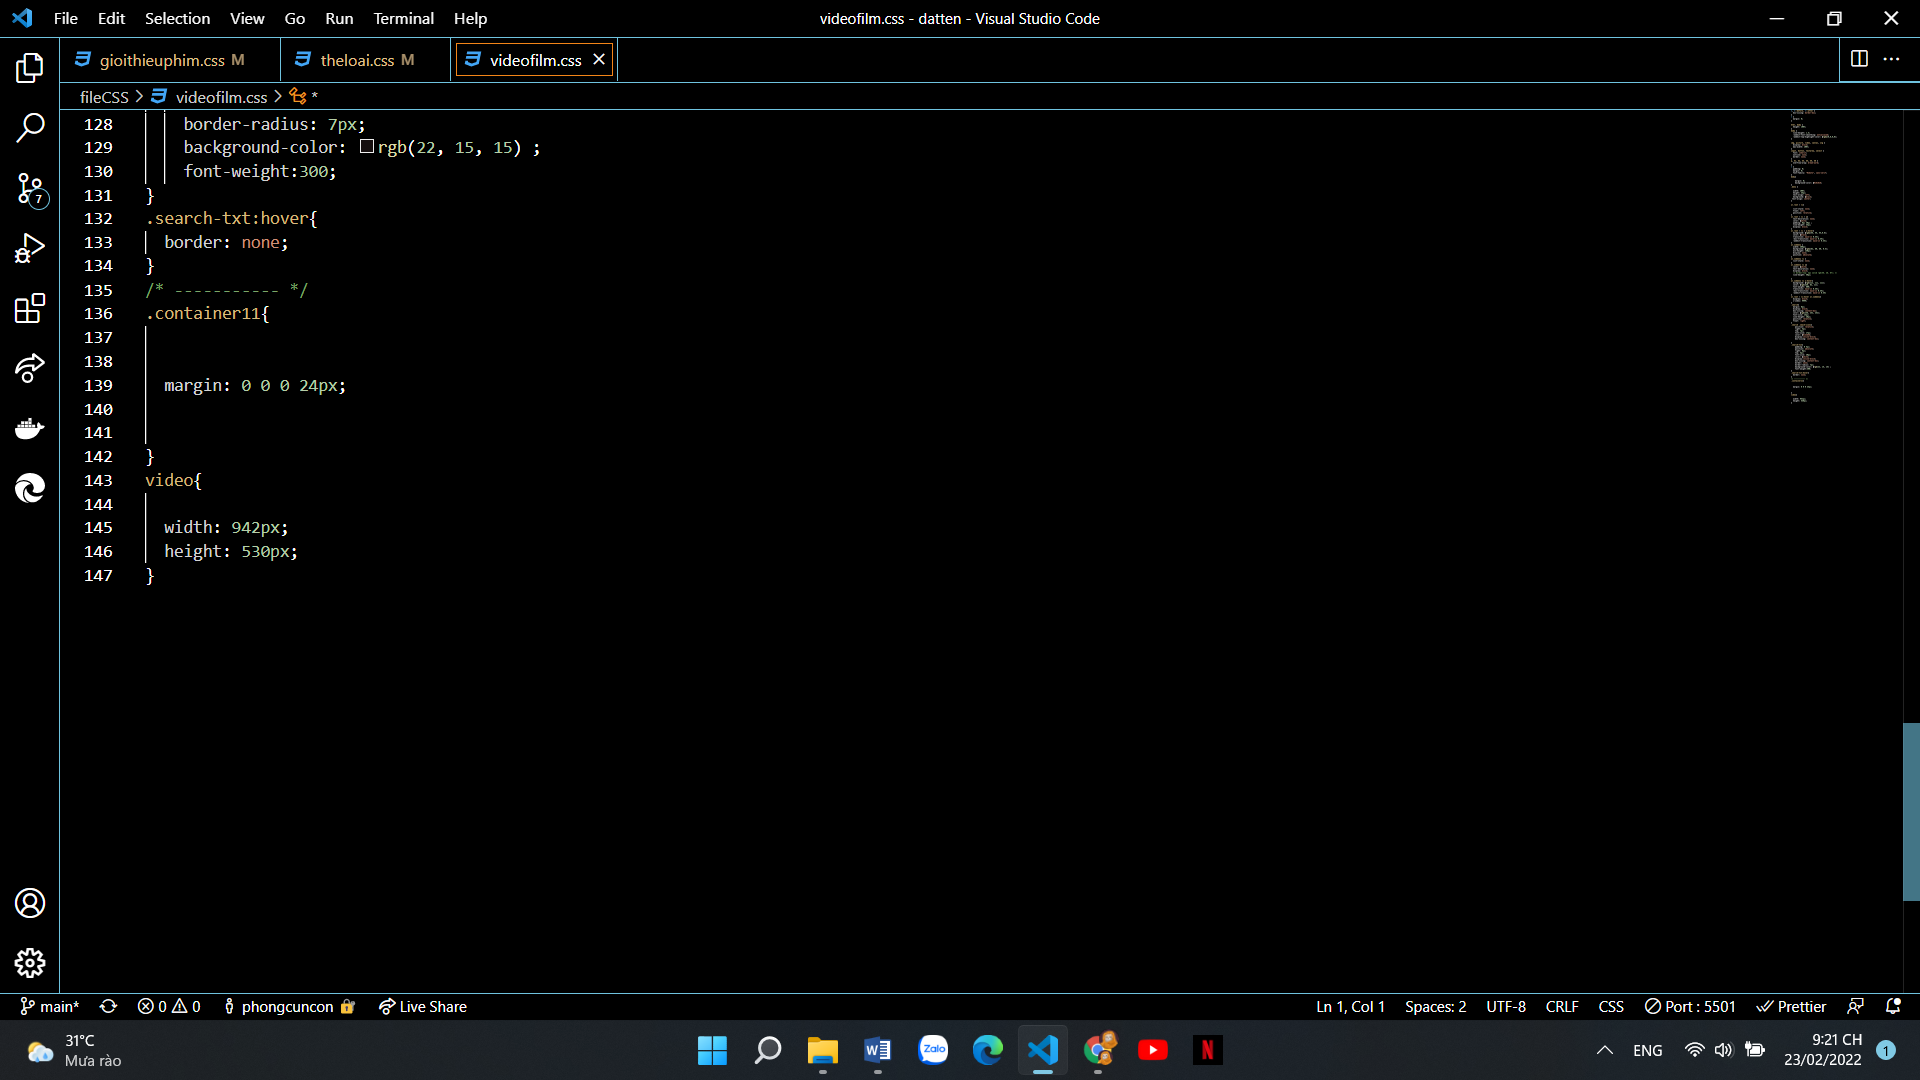 File Edit Selection View Go Run Terminal Help
videofilm.css - datten - Visual Studio Code
gioithieuphim.css M
theloai.css M
videofilm.css
fileCSS > videofilm.css > *
128 border-radius: 7px;
129 background-color: rgb(22, 15, 15) ;
130 font-weight:300;
131 }
132 .search-txt:hover{
133 border: none;
134 }
135 /* ----------- */
136 .container11{
137
138
139 margin: 0 0 0 24px;
140
141
142 }
143 video{
144
145 width: 942px;
146 height: 530px;
147 }
7
main* 0 0 phongcuncon Live Share
Ln 1, Col 1 Spaces: 2 UTF-8 CRLF CSS Port : 5501 Prettier
31°C
Mưa rào
Zalo
ENG
9:21 CH
23/02/2022
1